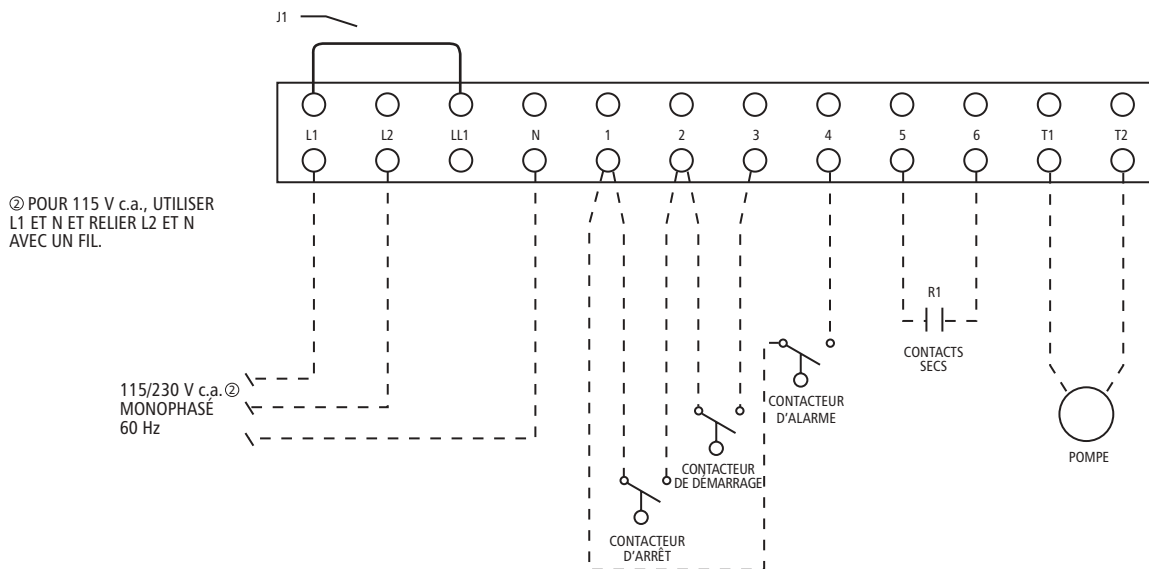 J1
L1 L2 LL1 N 1 2 3 4 5 6 T1 T2
② POUR 115 V c.a., UTILISER
L1 ET N ET RELIER L2 ET N
AVEC UN FIL.
115/230 V c.a.②
MONOPHASÉ
60 Hz
CONTACTEUR
D'ARRÊT
CONTACTEUR
DE DÉMARRAGE
CONTACTEUR
D'ALARME
R1
CONTACTS
SECS
POMPE